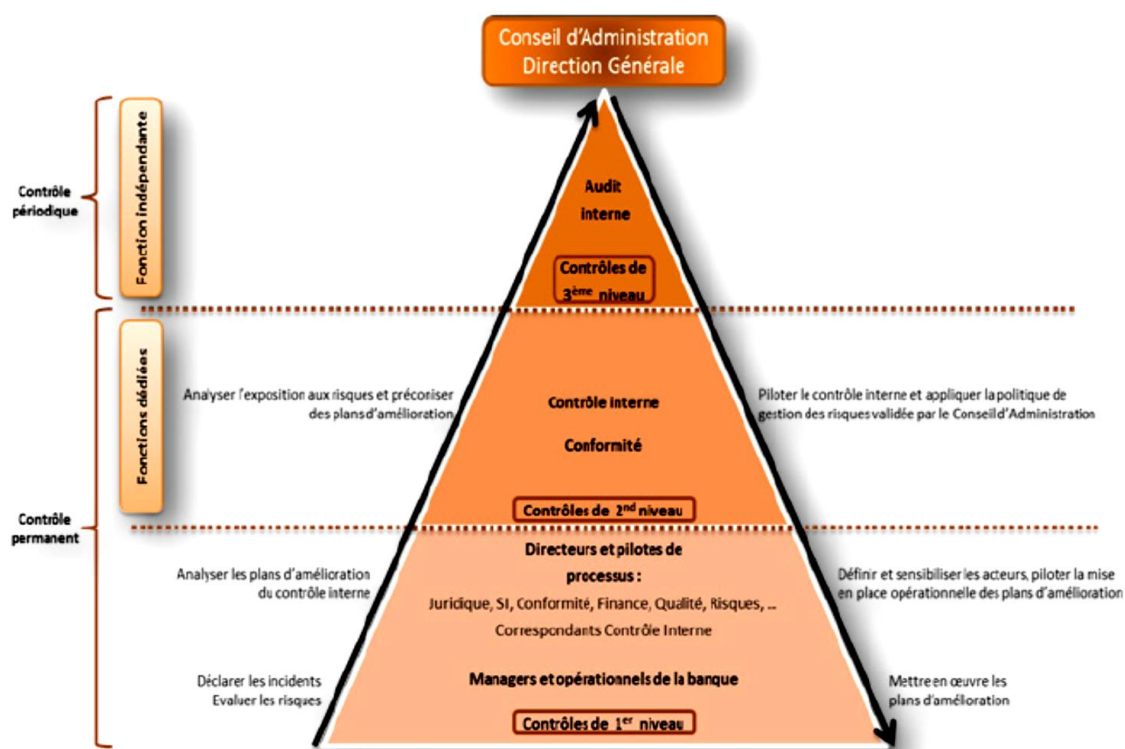 Conseil d'Administration
Direction Générale
Contrôle
périodique
Fonction indépendante
Audit
interne
Contrôles de
3ème niveau
Fonctions dédiées
Analyser l'exposition aux risques et préconiser
des plans d'amélioration
Contrôle Interne
Conformité
Contrôles de 2nd niveau
Piloter le contrôle interne et appliquer la politique de
gestion des risques validée par le Conseil d'Administration
Contrôle
permanent
Analyser les plans d'amélioration
du contrôle interne
Directeurs et pilotes de
processus :
Juridique, SI, Conformité, Finance, Qualité, Risques, ...
Correspondants Contrôle Interne
Définir et sensibiliser les acteurs, piloter la mise
en place opérationnelle des plans d'amélioration
Déclarer les incidents
Evaluer les risques
Managers et opérationnels de la banque
Contrôles de 1er niveau
Mettre en œuvre les
plans d'amélioration